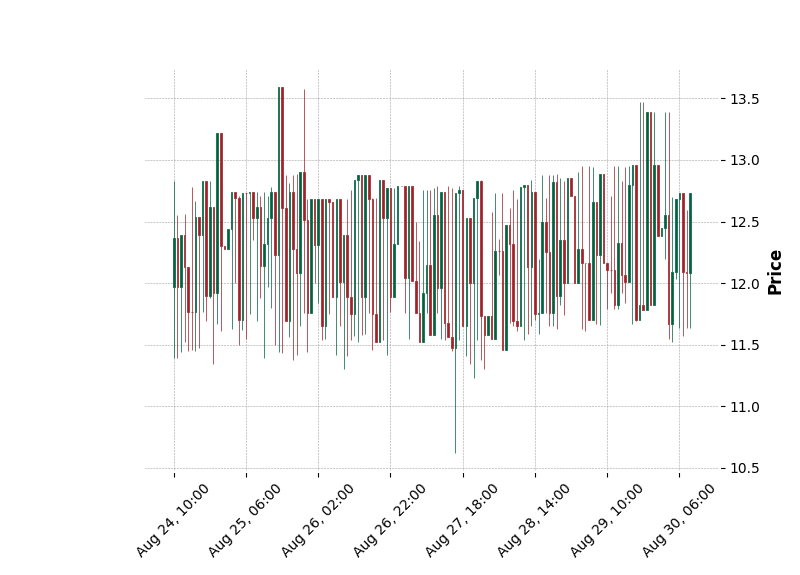 13.5
13.0
12.5
12.0
11.5
11.0
10.5
Price
Aug 24, 10:00
Aug 25, 06:00
Aug 26, 02:00
Aug 26, 22:00
Aug 27, 18:00
Aug 28, 14:00
Aug 29, 10:00
Aug 30, 06:00